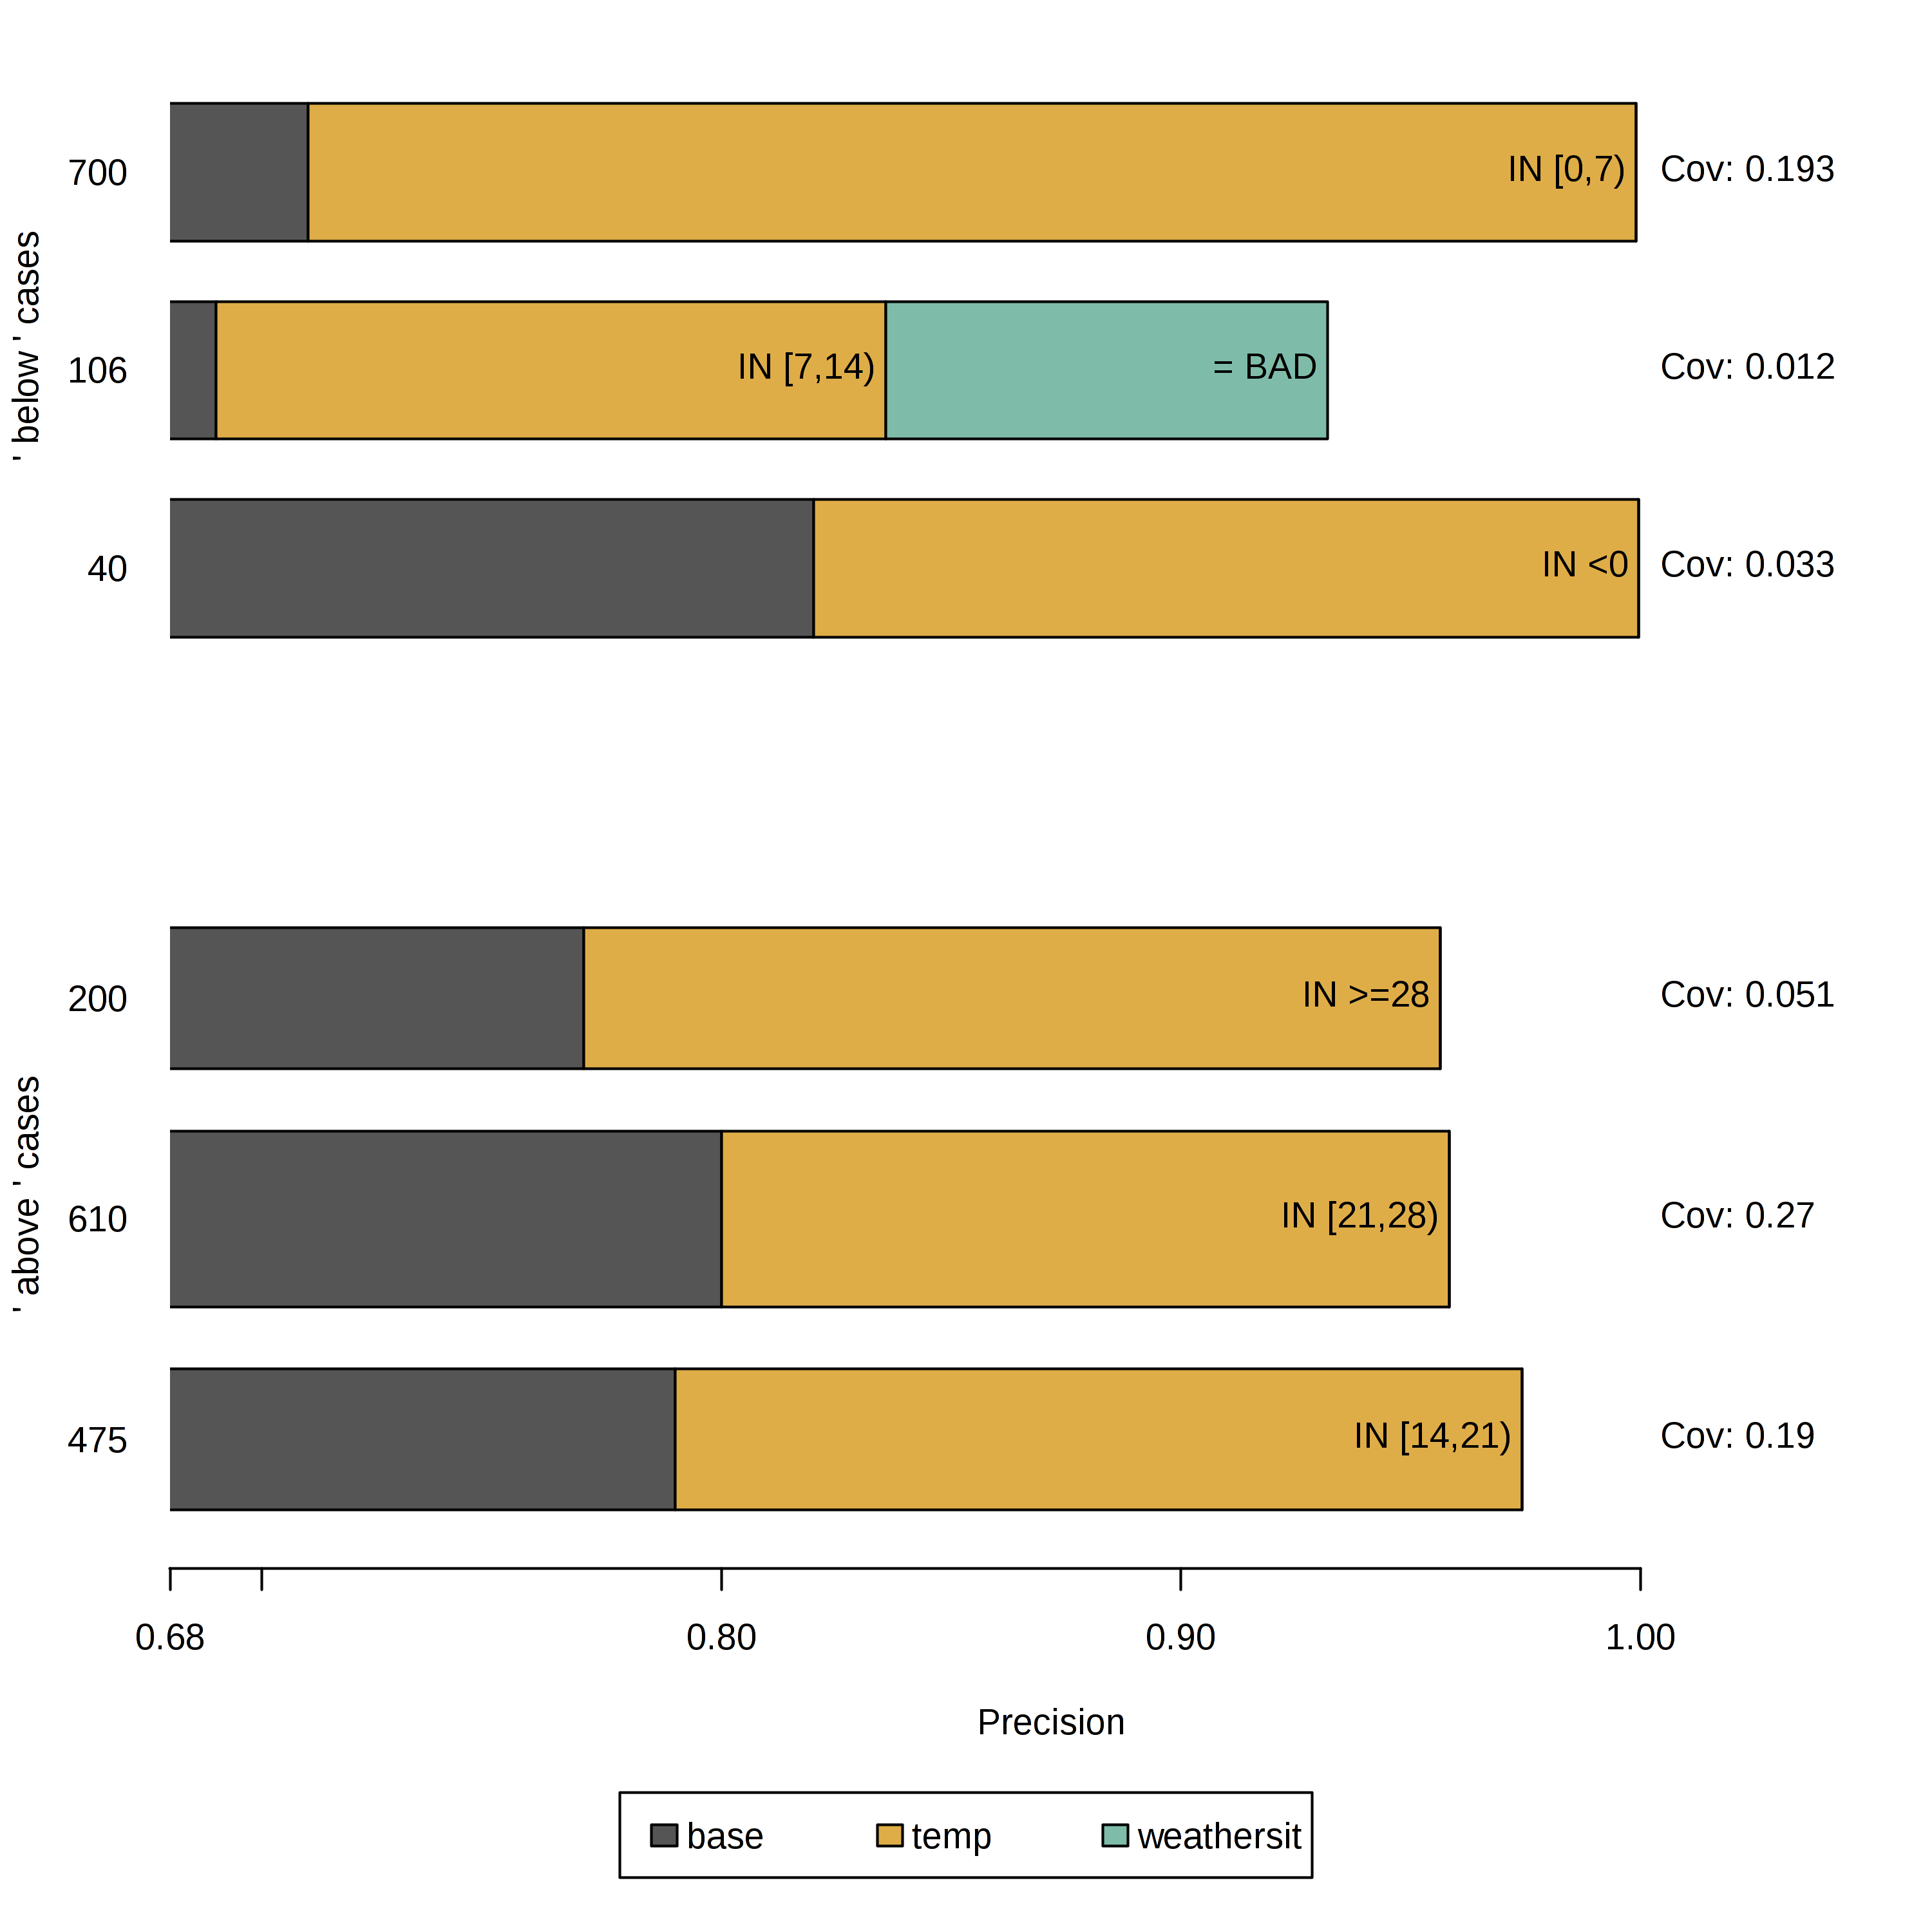 ' below ' cases
700
IN [0,7)
Cov: 0.193
106
IN [7,14)
= BAD
Cov: 0.012
40
IN <0
Cov: 0.033
' above ' cases
200
IN >=28
Cov: 0.051
610
IN [21,28)
Cov: 0.27
475
IN [14,21)
Cov: 0.19
0.68 0.80 0.90 1.00
Precision
base temp weathersit